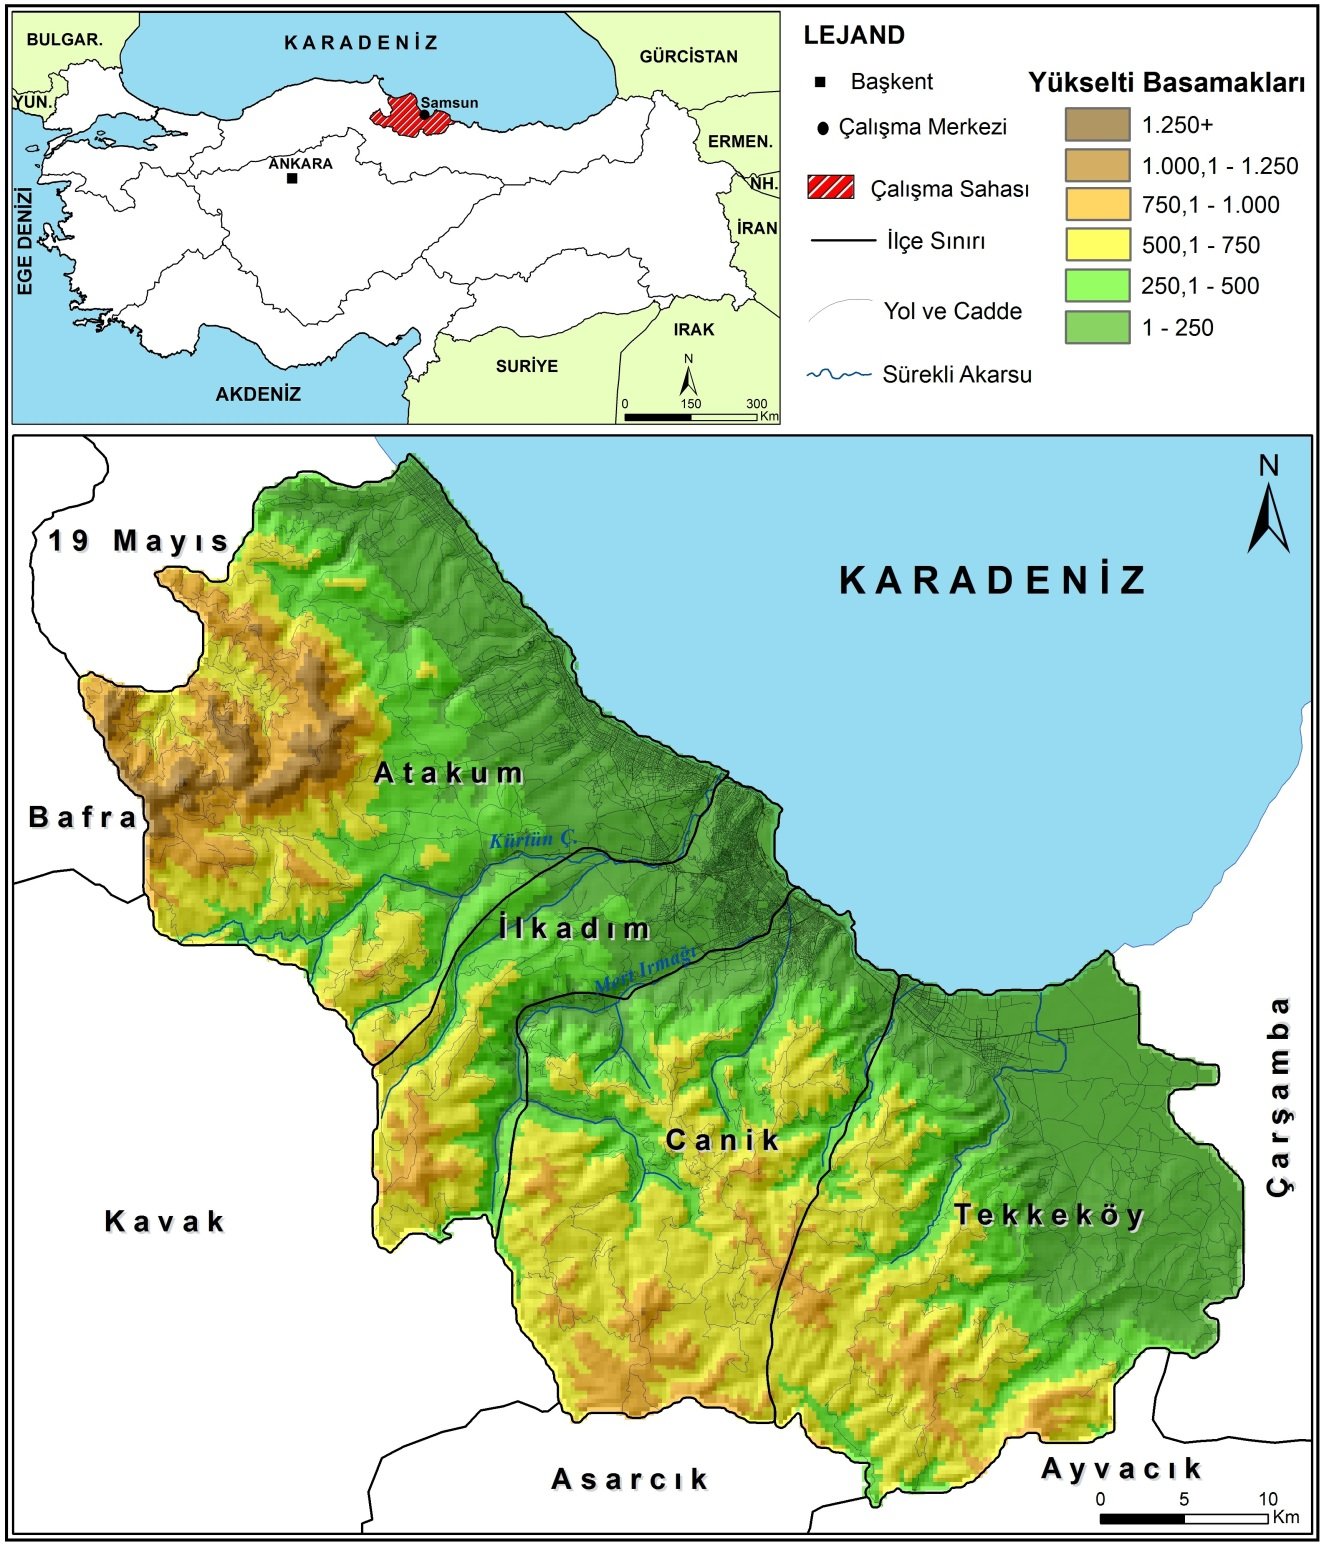 BULGAR.
KARADENİZ
GÜRCİSTAN
YUN.
Samsun
ERMEN.
ANKARA
NH.
EGE DENİZİ
İRAN
IRAK
SURİYE
AKDENİZ
N
0 150 300
Km
LEJAND
Başkent
Çalışma Merkezi
Çalışma Sahası
İlçe Sınırı
Yol ve Cadde
Sürekli Akarsu
Yükselti Basamakları
1.250+
1.000,1 - 1.250
750,1 - 1.000
500,1 - 750
250,1 - 500
1 - 250
N
19 Mayıs
KARADENİZ
Atakum
Bafra
Kürtün Ç.
İlkadım
Mert Irmağı
Çarşamba
Canik
Kavak
Tekkeköy
Asarcık
Ayvacık
0 5 10
Km